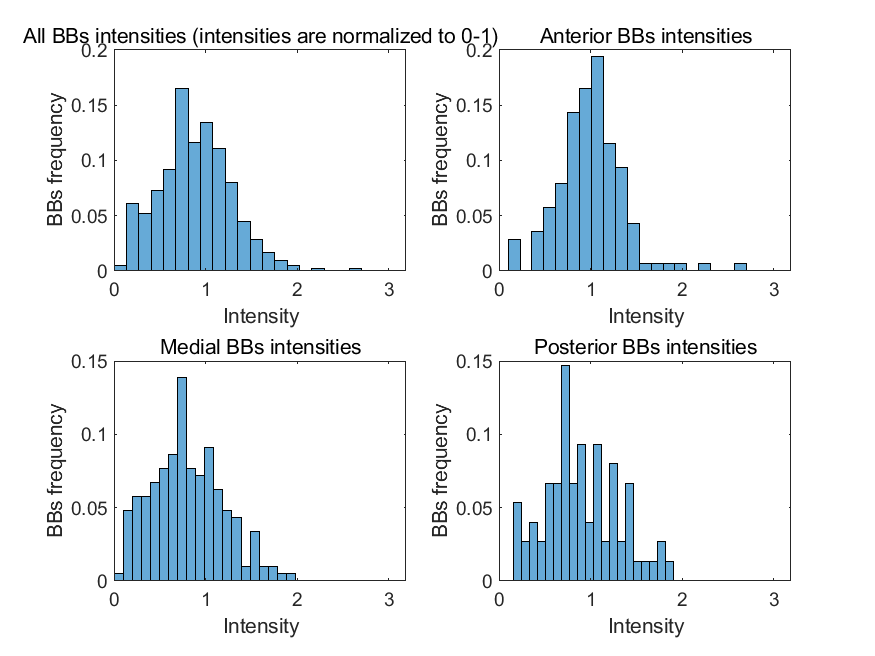 All BBs intensities (intensities are normalized to 0-1)
BBs frequency
0.2
0.15
0.1
0.05
0
0 1 2 3
Intensity
Anterior BBs intensities
BBs frequency
0.2
0.15
0.1
0.05
0
0 1 2 3
Intensity
Medial BBs intensities
BBs frequency
0.15
0.1
0.05
0
0 1 2 3
Intensity
Posterior BBs intensities
BBs frequency
0.15
0.1
0.05
0
0 1 2 3
Intensity